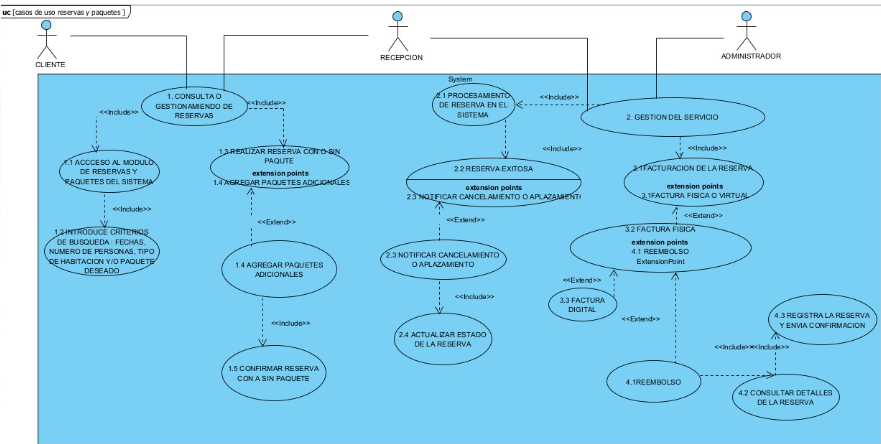 uc [casos de uso reservas y paquetes ]
CLIENTE
RECEPCION
ADMINISTRADOR
System
1. CONSULTA O
GESTIONAMIENDO DE
RESERVAS
<<Include>>
<<Include>>
1.1 ACCCESO AL MODULO
DE RESERVAS Y
PAQUETES DEL SISTEMA
<<Include>>
1.2 INTRODUCE CRITERIOS
DE BUSQUEDA : FECHAS,
NUMERO DE PERSONAS, TIPO
DE HABITACION Y/O PAQUETE
DESEADO
1.3 REALIZAR RESERVA CON O SIN
PAQUTE
extension points
1.4 AGREGAR PAQUETES ADICIONALES
<<Extend>>
1.4 AGREGAR PAQUETES
ADICIONALES
<<Include>>
1.5 CONFIRMAR RESERVA
CON A SIN PAQUETE
2.1 PROCESAMIENTO
DE RESERVA EN EL
SISTEMA
<<Include>>
<<Include>>
2.2 RESERVA EXITOSA
extension points
2.3 NOTIFICAR CANCELAMIENTO O APLAZAMIENTO
<<Extend>>
2.3 NOTIFICAR CANCELAMIENTO
O APLAZAMIENTO
<<Include>>
2.4 ACTUALIZAR ESTADO
DE LA RESERVA
2. GESTION DEL SERVICIO
<<Include>>
3.1FACTURACION DE LA RESERVA
extension points
3.1FACTURA FISICA O VIRTUAL
<<Extend>>
3.2 FACTURA FISICA
extension points
4.1 REEMBOLSO
ExtensionPoint
<<Extend>>
3.3 FACTURA
DIGITAL
<<Extend>>
4.1REEMBOLSO
<<Include>>
<<Include>>
4.3 REGISTRA LA RESERVA
Y ENVIA CONFIRMACION
4.2 CONSULTAR DETALLES
DE LA RESERVA